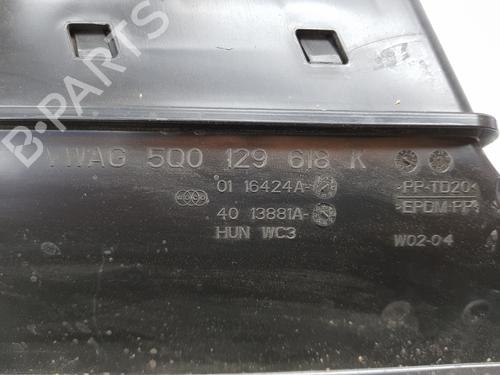 B-PARTS
VWAG 5Q0 129 618 K
01 16424A-
>PP-TD20<
40 13881A-
>EPDM-PP<
HUN WC3
W02-04